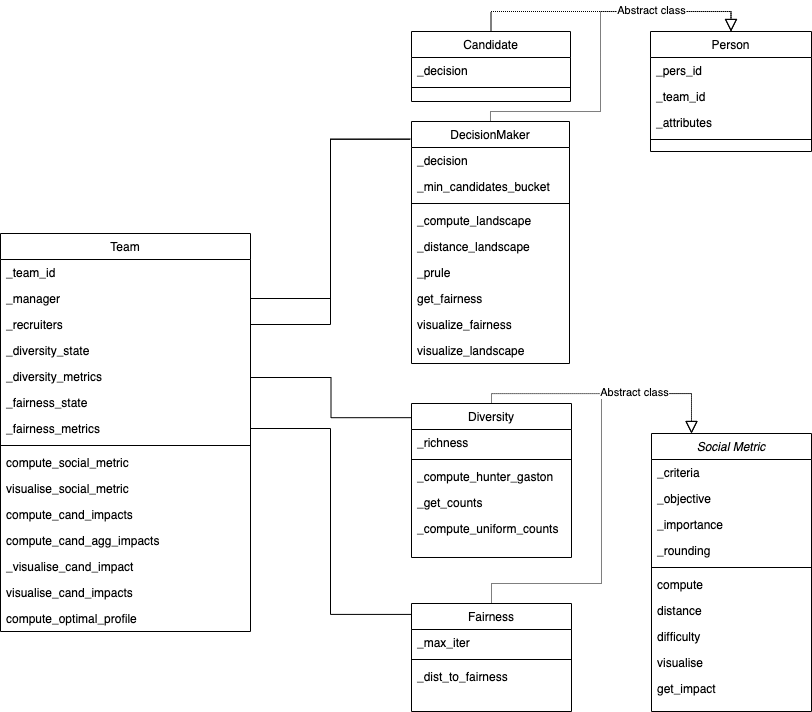 Abstract class
Candidate
_decision
Person
_pers_id
_team_id
_attributes
DecisionMaker
_decision
_min_candidates_bucket
_compute_landscape
_distance_landscape
_prule
get_fairness
visualize_fairness
visualize_landscape
Team
_team_id
_manager
_recruiters
_diversity_state
_diversity_metrics
_fairness_state
_fairness_metrics
compute_social_metric
visualise_social_metric
compute_cand_impacts
compute_cand_agg_impacts
_visualise_cand_impact
visualise_cand_impacts
compute_optimal_profile
Abstract class
Diversity
_richness
_compute_hunter_gaston
_get_counts
_compute_uniform_counts
Social Metric
_criteria
_objective
_importance
_rounding
compute
distance
difficulty
visualise
get_impact
Fairness
_max_iter
_dist_to_fairness